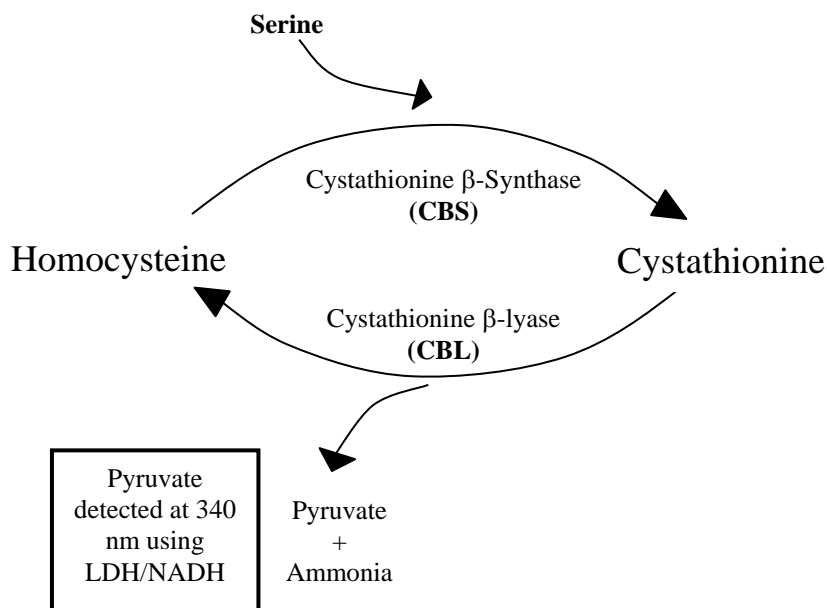 Serine
Cystathionine β-Synthase
(CBS)
Homocysteine
Cystathionine
Cystathionine β-lyase
(CBL)
Pyruvate
detected at 340
nm using
LDH/NADH
Pyruvate
+
Ammonia